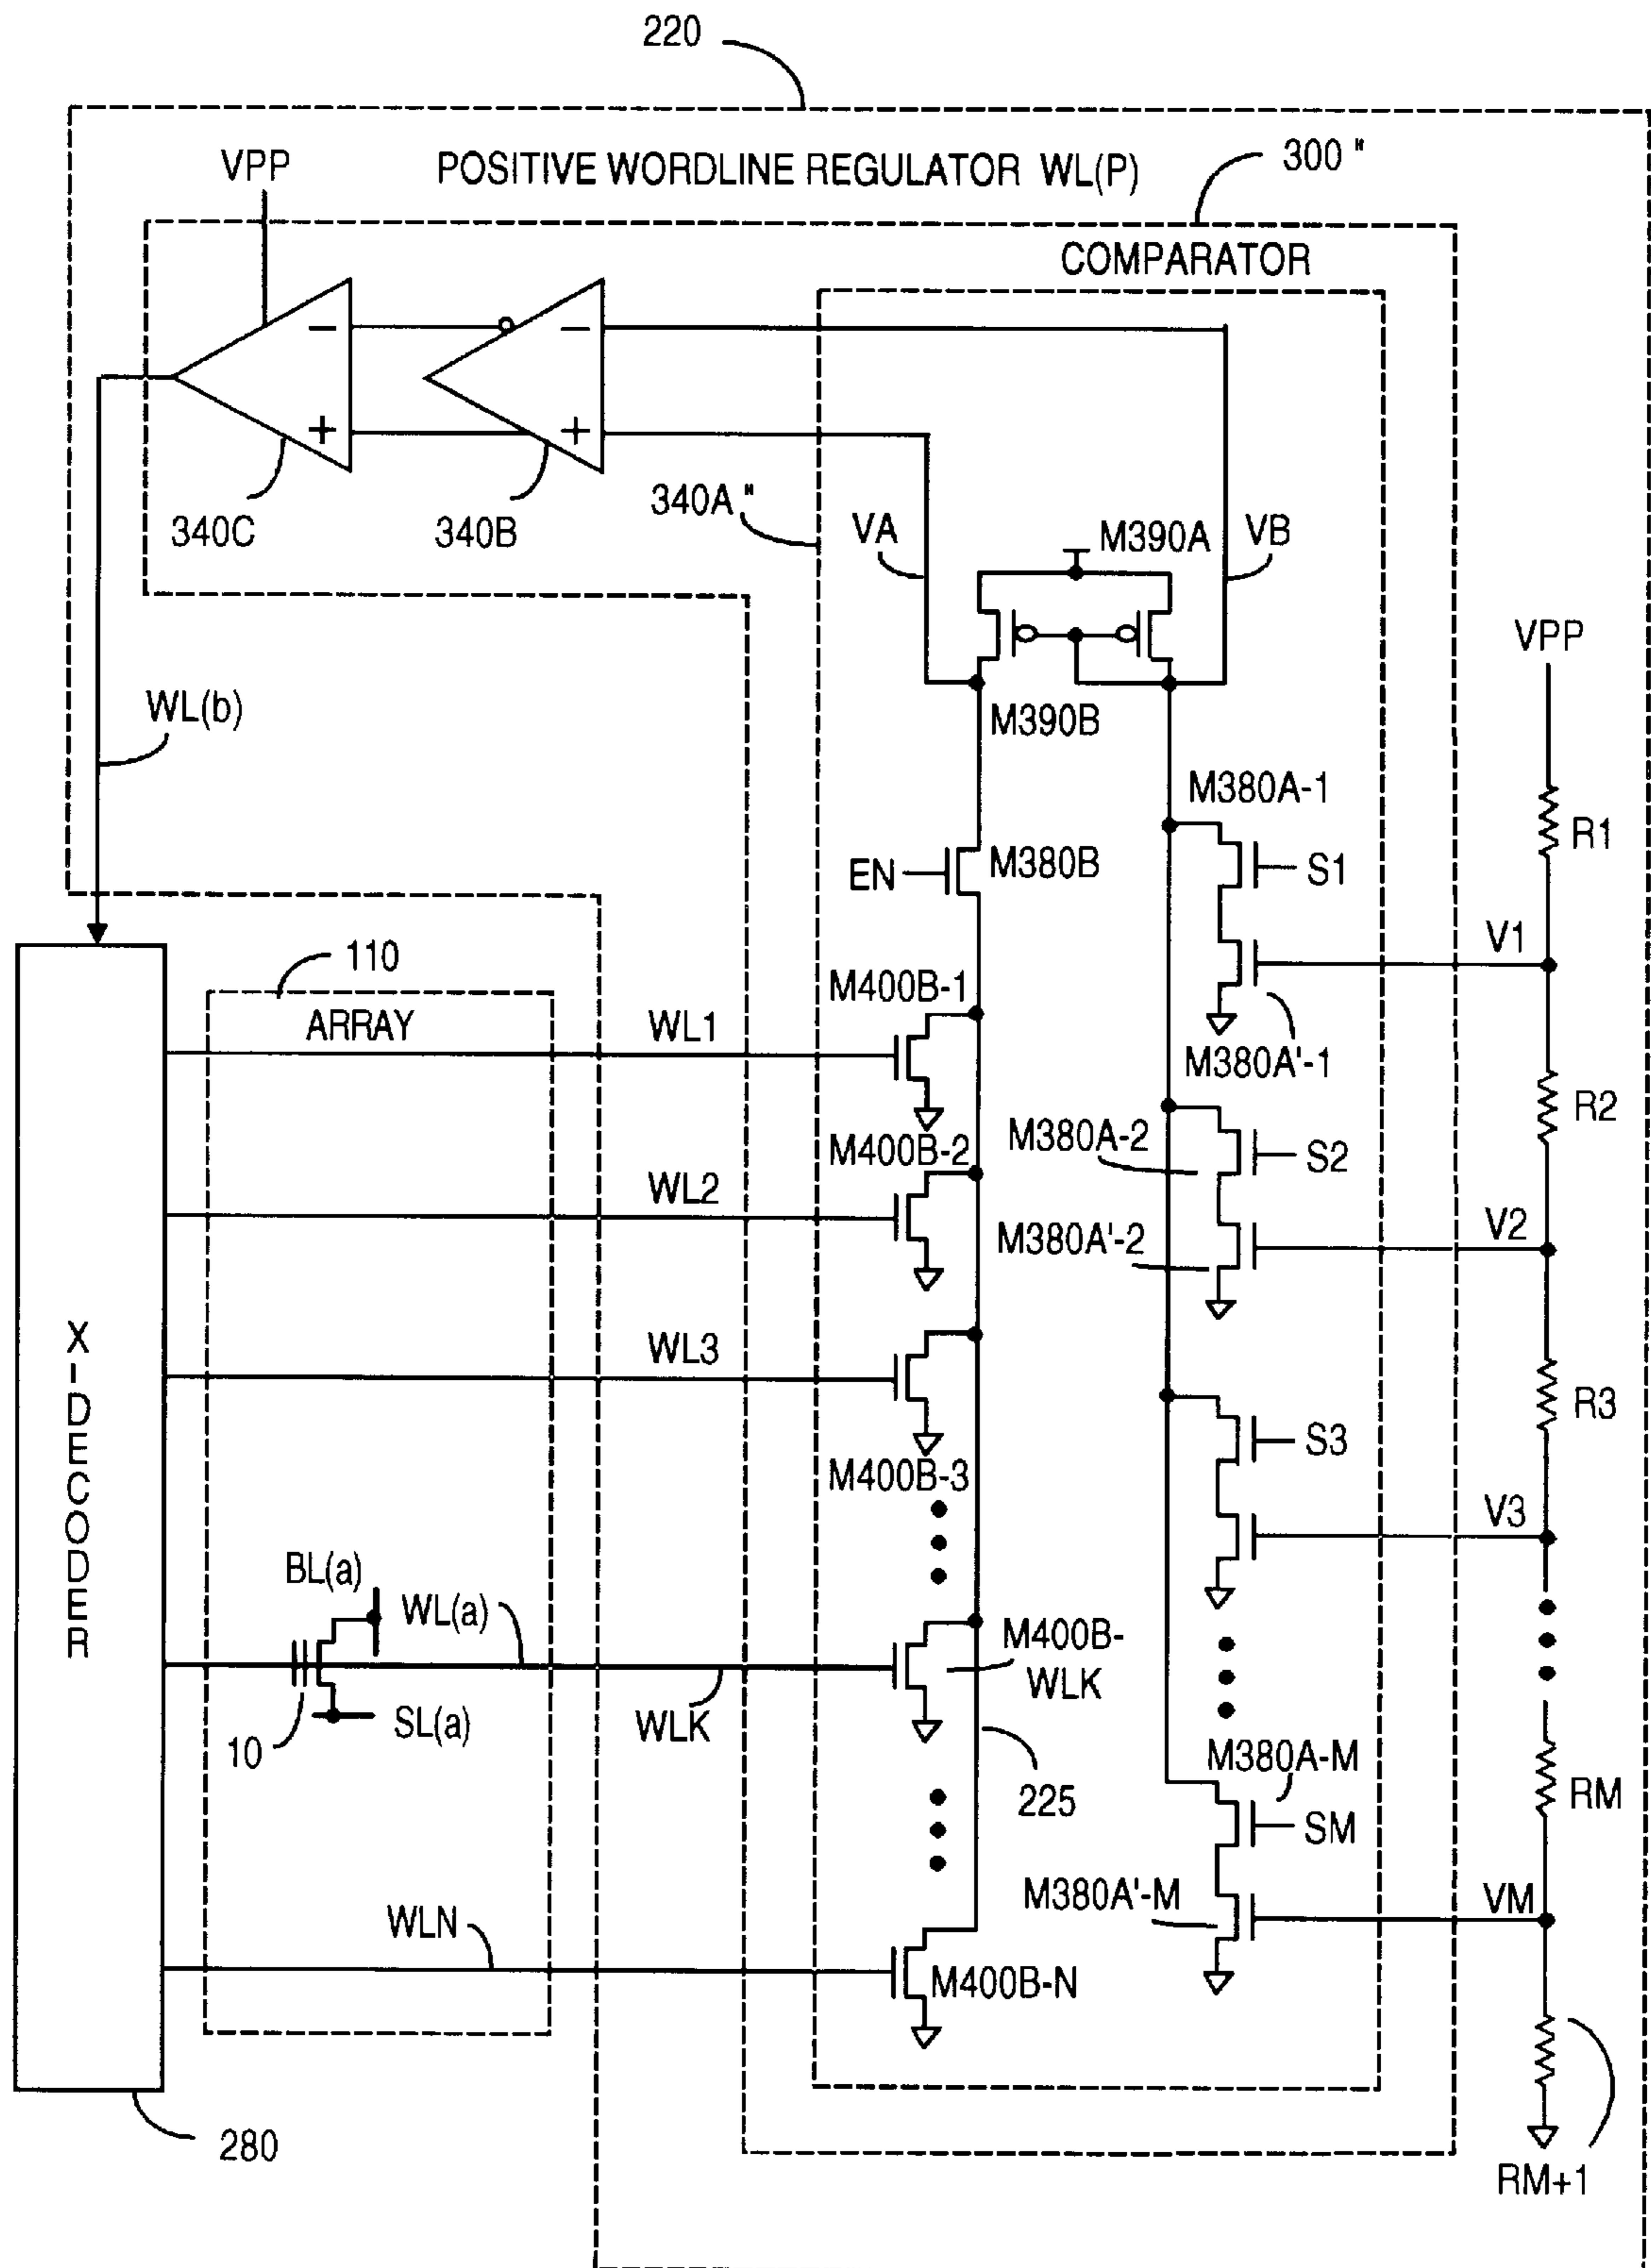 220
VPP
POSITIVE WORDLINE REGULATOR WL(P)
300 "
COMPARATOR
−
−
+
+
340C
340B
340A "
VA
M390A
VB
VPP
M390B
WL(b)
M380A-1
R1
EN
M380B
S1
V1
110
ARRAY
WL1
M400B-1
M380A'-1
R2
M400B-2
M380A-2
S2
WL2
M380A'-2
V2
X-DECODER
WL3
R3
M400B-3
S3
V3
BL(a)
WL(a)
M400B-
WLK
10
SL(a)
WLK
225
M380A-M
RM
SM
M380A'-M
VM
WLN
M400B-N
280
RM+1